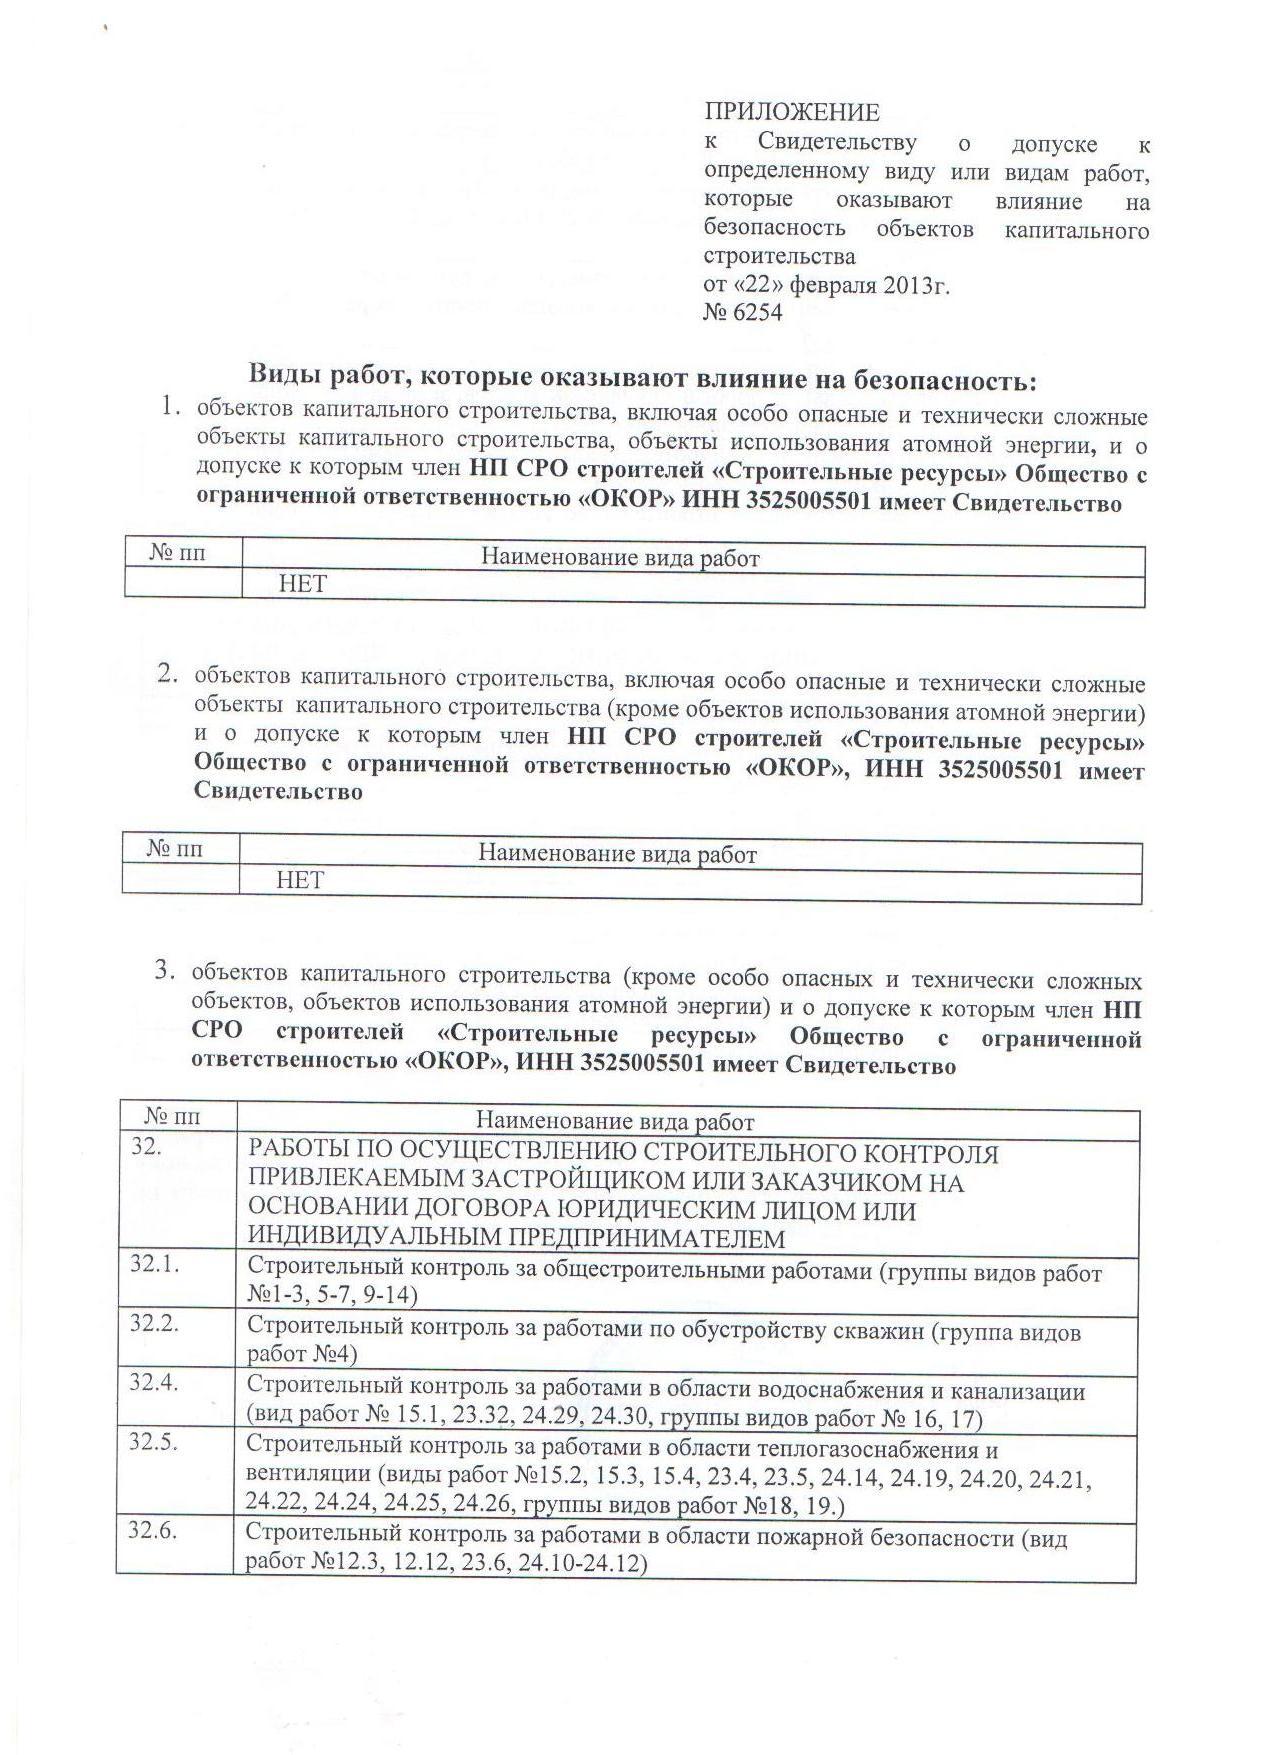 ПРИЛОЖЕНИЕ
к Свидетельству о допуске к
определенному виду или видам работ,
которые оказывают влияние на
безопасность объектов капитального
строительства
от «22» февраля 2013г.
№ 6254
Виды работ, которые оказывают влияние на безопасность:
1. объектов капитального строительства, включая особо опасные и технически сложные
объекты капитального строительства, объекты использования атомной энергии, и о
допуске к которым член НП СРО строителей «Строительные ресурсы» Общество с
ограниченной ответственностью «ОКОР» ИНН 3525005501 имеет Свидетельство
№ пп Наименование вида работ
НЕТ
2. объектов капитального строительства, включая особо опасные и технически сложные
объекты капитального строительства (кроме объектов использования атомной энергии)
и о допуске к которым член НП СРО строителей «Строительные ресурсы»
Общество с ограниченной ответственностью «ОКОР», ИНН 3525005501 имеет
Свидетельство
№ пп Наименование вида работ
НЕТ
3. объектов капитального строительства (кроме особо опасных и технически сложных
объектов, объектов использования атомной энергии) и о допуске к которым член НП
СРО строителей «Строительные ресурсы» Общество с ограниченной
ответственностью «ОКОР», ИНН 3525005501 имеет Свидетельство
№ пп Наименование вида работ
32. РАБОТЫ ПО ОСУЩЕСТВЛЕНИЮ СТРОИТЕЛЬНОГО КОНТРОЛЯ
ПРИВЛЕКАЕМЫМ ЗАСТРОЙЩИКОМ ИЛИ ЗАКАЗЧИКОМ НА
ОСНОВАНИИ ДОГОВОРА ЮРИДИЧЕСКИМ ЛИЦОМ ИЛИ
ИНДИВИДУАЛЬНЫМ ПРЕДПРИНИМАТЕЛЕМ
32.1. Строительный контроль за общестроительными работами (группы видов работ
№1-3, 5-7, 9-14)
32.2. Строительный контроль за работами по обустройству скважин (группа видов
работ №4)
32.4. Строительный контроль за работами в области водоснабжения и канализации
(вид работ № 15.1, 23.32, 24.29, 24.30, группы видов работ № 16, 17)
32.5. Строительный контроль за работами в области теплогазоснабжения и
вентиляции (виды работ №15.2, 15.3, 15.4, 23.4, 23.5, 24.14, 24.19, 24.20, 24.21,
24.22, 24.24, 24.25, 24.26, группы видов работ №18, 19.)
32.6. Строительный контроль за работами в области пожарной безопасности (вид
работ №12.3, 12.12, 23.6, 24.10-24.12)